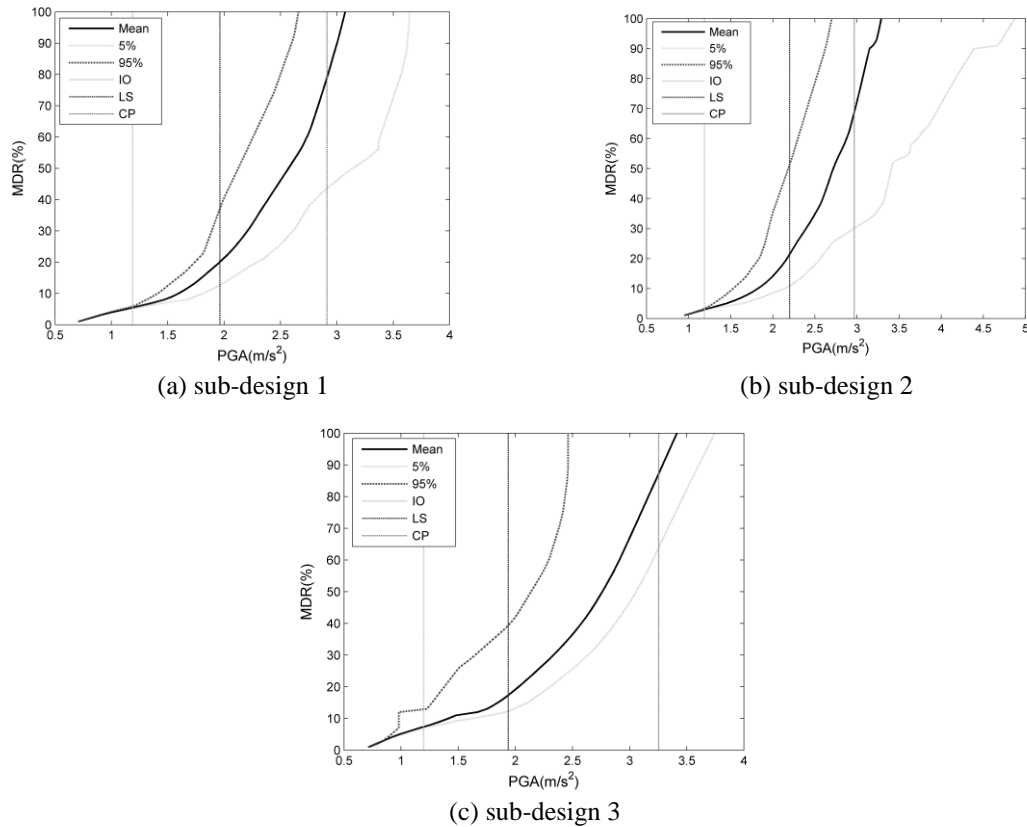 100
90
80
70
60
50
40
30
20
10
0
MDR(%)
Mean
5%
95%
IO
LS
CP
0.5 1 1.5 2 2.5 3 3.5 4
PGA(m/s²)
(a) sub-design 1
100
90
80
70
60
50
40
30
20
10
0
MDR(%)
Mean
5%
95%
IO
LS
CP
0.5 1 1.5 2 2.5 3 3.5 4 4.5 5
PGA(m/s²)
(b) sub-design 2
100
90
80
70
60
50
40
30
20
10
0
MDR(%)
Mean
5%
95%
IO
LS
CP
0.5 1 1.5 2 2.5 3 3.5 4
PGA(m/s²)
(c) sub-design 3